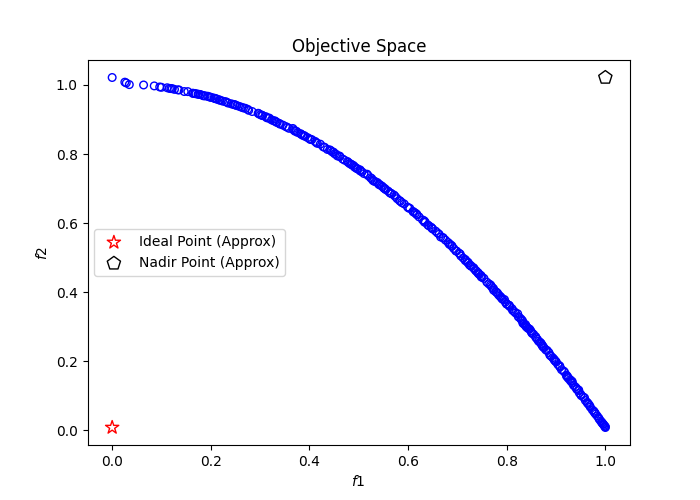 Objective Space
f2
1.0
0.8
0.6
0.4
0.2
0.0
Ideal Point (Approx)
Nadir Point (Approx)
0.0 0.2 0.4 0.6 0.8 1.0
f1